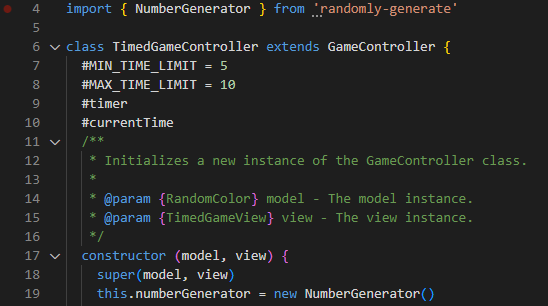 4 import { NumberGenerator } from 'randomly-generate'
5
6 class TimedGameController extends GameController {
7 #MIN_TIME_LIMIT = 5
8 #MAX_TIME_LIMIT = 10
9 #timer
10 #currentTime
11 /**
12 * Initializes a new instance of the GameController class.
13 *
14 * @param {RandomColor} model - The model instance.
15 * @param {TimedGameView} view - The view instance.
16 */
17 constructor (model, view) {
18 super(model, view)
19 this.numberGenerator = new NumberGenerator()